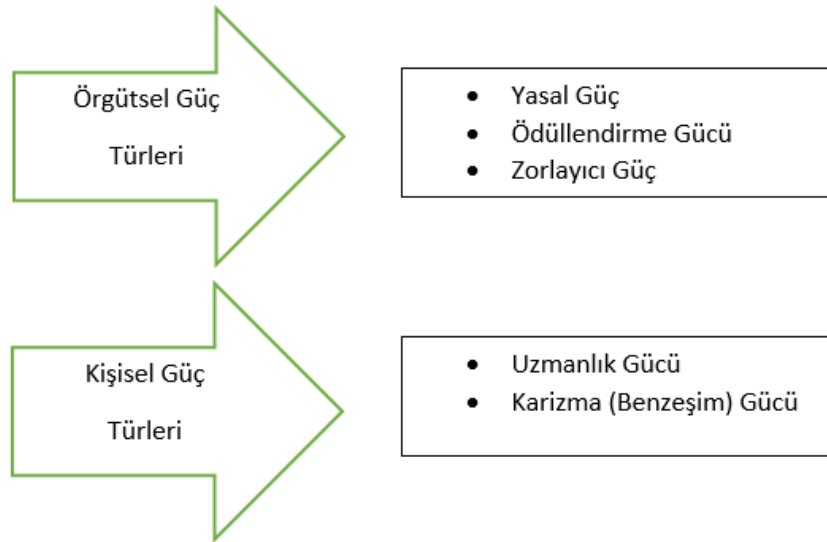 Örgütsel Güç
Türleri
• Yasal Güç
• Ödüllendirme Gücü
• Zorlayıcı Güç
Kişisel Güç
Türleri
• Uzmanlık Gücü
• Karizma (Benzeşim) Gücü